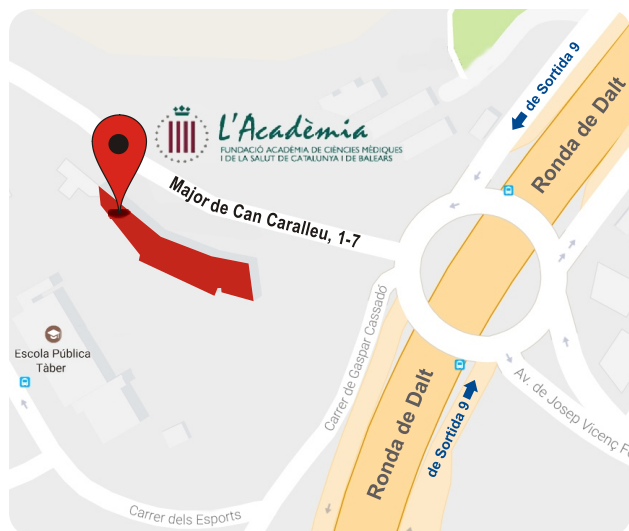 de Sortida 9
Ronda de Dalt
L'Acadèmia
FUNDACIÓ ACADÈMIA DE CIÈNCIES MÈDIQUES
I DE LA SALUT DE CATALUNYA I DE BALEARS
Major de Can Caralleu, 1-7
Carrer de Gaspar Cassadó
Escola Pública
Tàber
Av. de Josep Vicenç
Ronda de Dalt
de Sortida 9
Carrer dels Esports